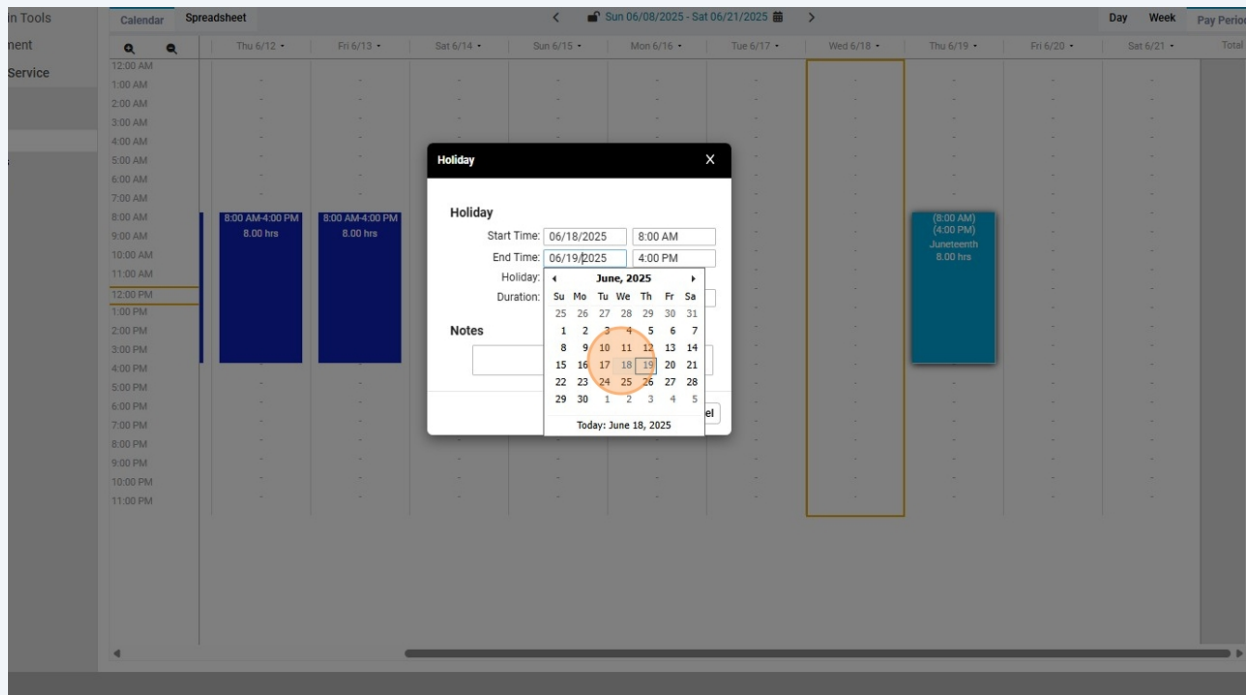 in Tools
ment
Service
s
Calendar Spreadsheet
Sun 06/08/2025 - Sat 06/21/2025
Day Week Pay Perio
Thu 6/12 Fri 6/13 Sat 6/14 Sun 6/15 Mon 6/16 Tue 6/17 Wed 6/18 Thu 6/19 Fri 6/20 Sat 6/21 Total
12:00 AM
1:00 AM
2:00 AM
3:00 AM
4:00 AM
5:00 AM
6:00 AM
7:00 AM
8:00 AM
9:00 AM
10:00 AM
11:00 AM
12:00 PM
1:00 PM
2:00 PM
3:00 PM
4:00 PM
5:00 PM
6:00 PM
7:00 PM
8:00 PM
9:00 PM
10:00 PM
11:00 PM
8:00 AM-4:00 PM
8.00 hrs
8:00 AM-4:00 PM
8.00 hrs
(8:00 AM)
(4:00 PM)
Juneteenth
8.00 hrs
Holiday X
Holiday
Start Time: 06/18/2025 8:00 AM
End Time: 06/19/2025 4:00 PM
Holiday:
Duration:
Notes
June, 2025
Su Mo Tu We Th Fr Sa
25 26 27 28 29 30 31
1 2 3 4 5 6 7
8 9 10 11 12 13 14
15 16 17 18 19 20 21
22 23 24 25 26 27 28
29 30 1 2 3 4 5
Today: June 18, 2025
el